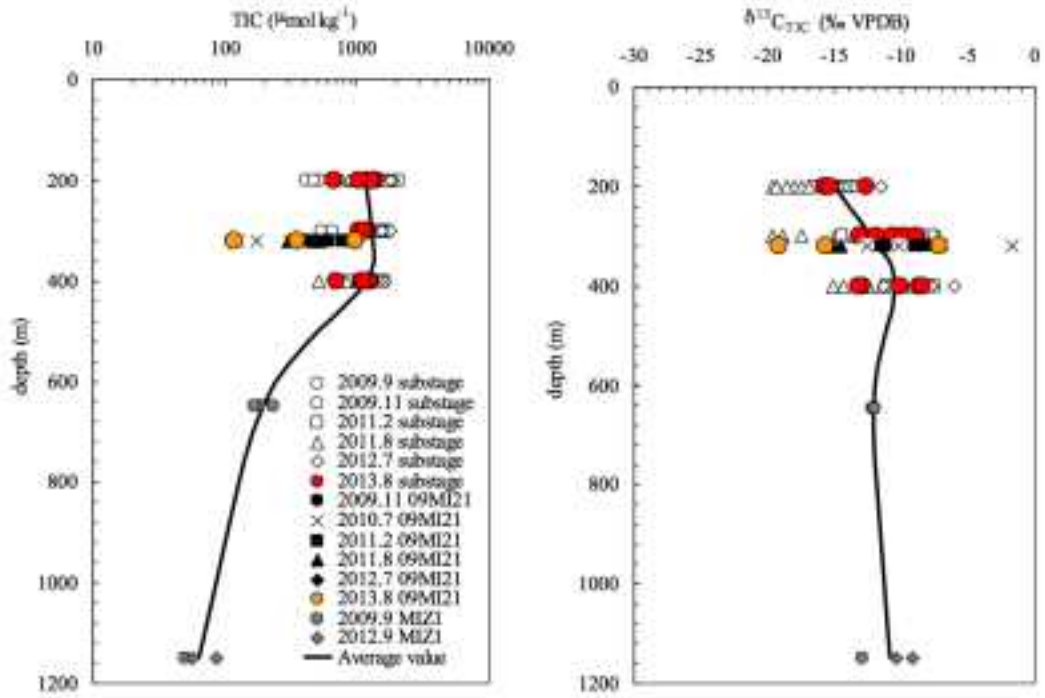 TIC (μmol kg-1)
10 100 1000 10000
0
200
400
600
800
1000
1200
depth (m)
2009.9 substage
2009.11 substage
2011.2 substage
2011.8 substage
2012.7 substage
2013.8 substage
2009.11 09MI21
2010.7 09MI21
2011.2 09MI21
2011.8 09MI21
2012.7 09MI21
2013.8 09MI21
2009.9 MIZ1
2012.9 MIZ1
Average value
δ13CTIC (‰ VPDB)
-30 -25 -20 -15 -10 -5 0
0
200
400
600
800
1000
1200
depth (m)